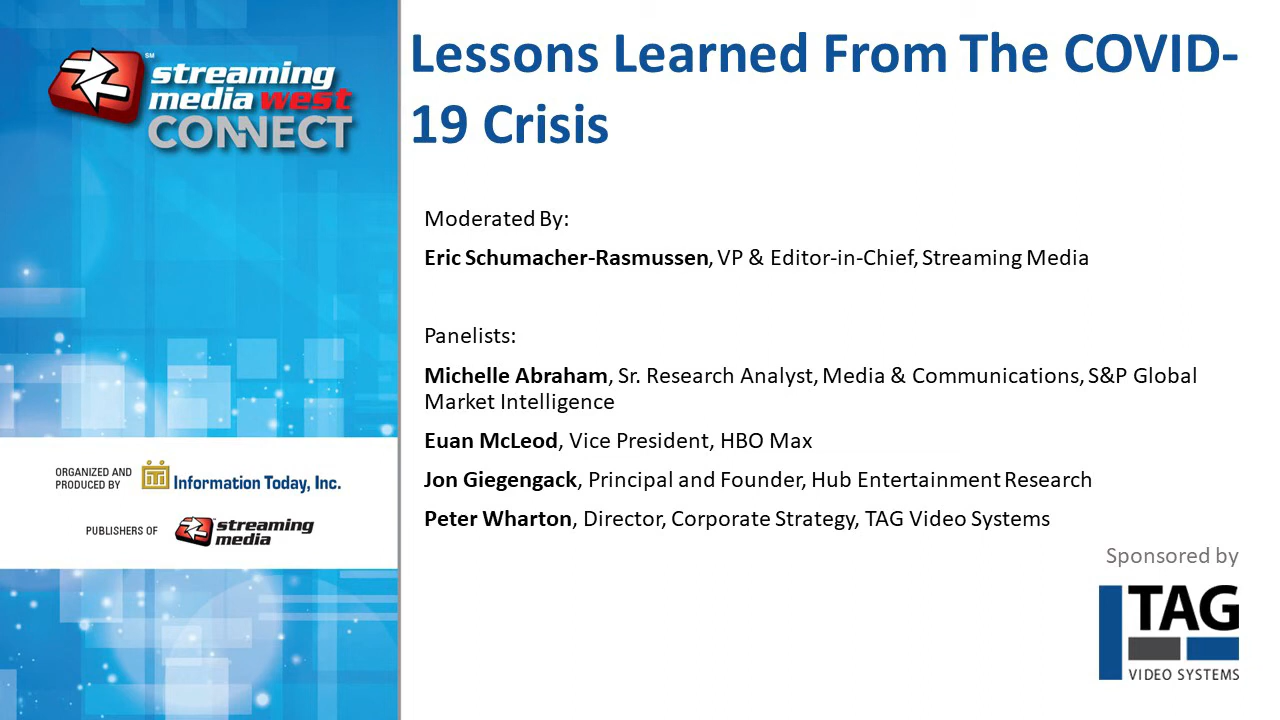 streaming
media west
CONNECT
SM
Lessons Learned From The COVID-
19 Crisis
Moderated By:
Eric Schumacher-Rasmussen, VP & Editor-in-Chief, Streaming Media
Panelists:
Michelle Abraham, Sr. Research Analyst, Media & Communications, S&P Global
Market Intelligence
Euan McLeod, Vice President, HBO Max
Jon Giegengack, Principal and Founder, Hub Entertainment Research
Peter Wharton, Director, Corporate Strategy, TAG Video Systems
ORGANIZED AND
PRODUCED BY
Information Today, Inc.
PUBLISHERS OF
streaming
media
Sponsored by
TAG
VIDEO SYSTEMS